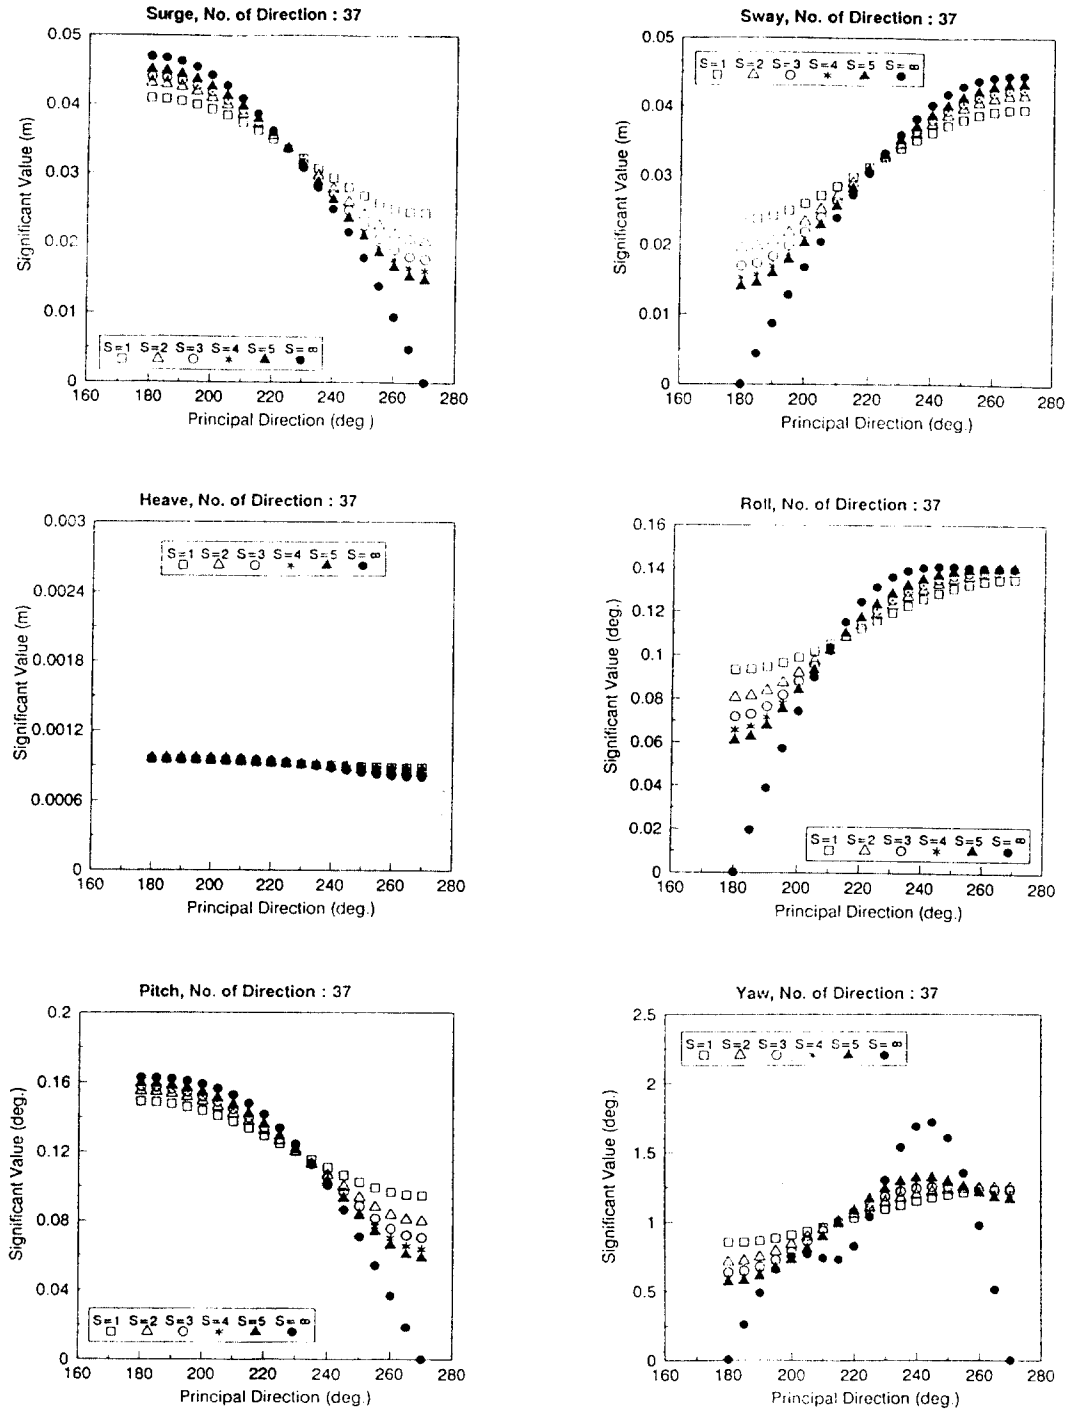 Surge, No. of Direction : 37
0.05
0.04
0.03
0.02
0.01
0
Significant Value (m)
S=1 S=2 S=3 S=4 S=5 S=∞
160 180 200 220 240 260 280
Principal Direction (deg.)
Sway, No. of Direction : 37
0.05
S=1 S=2 S=3 S=4 S=5 S=∞
0.04
0.03
0.02
0.01
0
Significant Value (m)
160 180 200 220 240 260 280
Principal Direction (deg.)
Heave, No. of Direction : 37
0.003
S=1 S=2 S=3 S=4 S=5 S=∞
0.0024
0.0018
0.0012
0.0006
0
Significant Value (m)
160 180 200 220 240 260 280
Principal Direction (deg.)
Roll, No. of Direction : 37
0.16
0.14
0.12
0.1
0.08
0.06
0.04
0.02
0
Significant Value (deg.)
S=1 S=2 S=3 S=4 S=5 S=∞
160 180 200 220 240 260 280
Principal Direction (deg.)
Pitch, No. of Direction : 37
0.2
0.16
0.12
0.08
0.04
0
Significant Value (deg.)
S=1 S=2 S=3 S=4 S=5 S=∞
160 180 200 220 240 260 280
Principal Direction (deg.)
Yaw, No. of Direction : 37
2.5
S=1 S=2 S=3 S=4 S=5 S=∞
2
1.5
1
0.5
0
Significant Value (deg.)
160 180 200 220 240 260 280
Principal Direction (deg.)